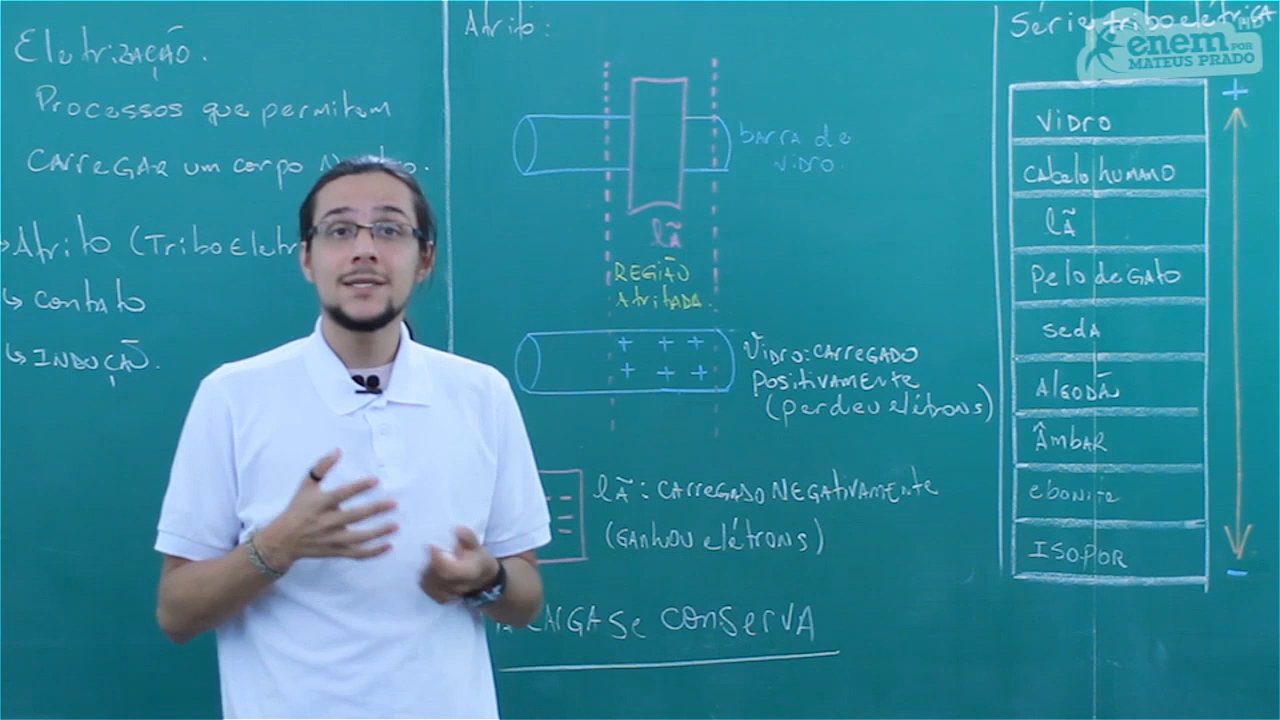 Eletrização.
Processos que permitem
carregar um corpo
Atrito (Triboeletr
↳ Contato
↳ Indução.
Atrito:
barra de
vidro.
lã
Região
Atritada.
+ + +
+ + +
Vidro: carregado
positivamente
(perdeu elétrons)
lã: carregado negativamente
(Ganhou elétrons)
carga se conserva
Série triboelétrica
vidro
cabelo humano
lã
pelo de gato
seda
Algodão
Âmbar
ebonite
Isopor
+
−
enem
POR
MATEUS PRADO
HD